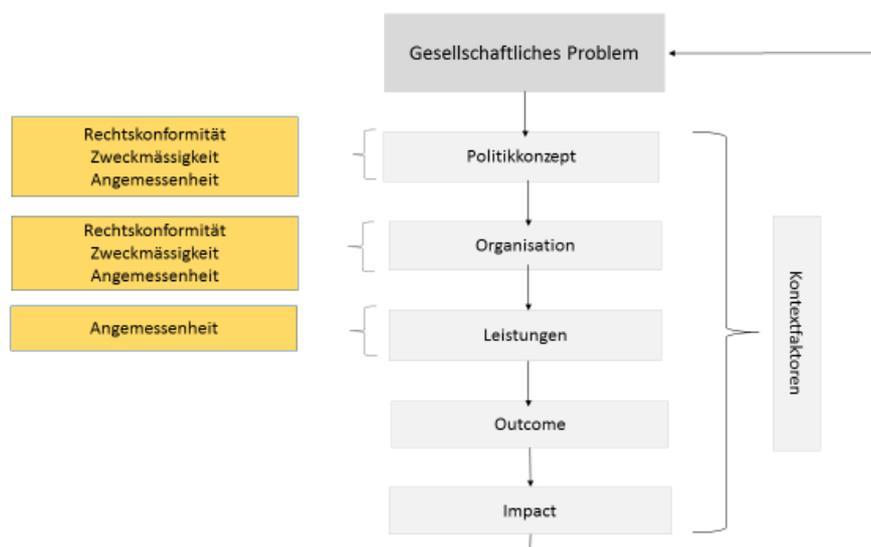 Gesellschaftliches Problem
Rechtskonformität
Zweckmässigkeit
Angemessenheit
Politikkonzept
Rechtskonformität
Zweckmässigkeit
Angemessenheit
Organisation
Angemessenheit
Leistungen
Outcome
Impact
Kontextfaktoren